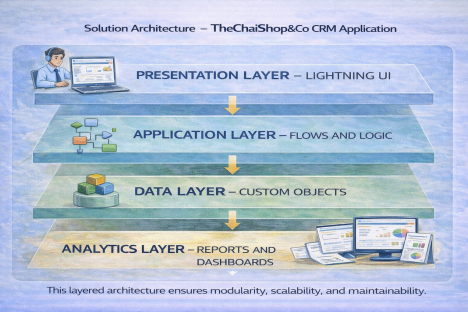 Solution Architecture – TheChaiShop&Co CRM Application
PRESENTATION LAYER – LIGHTNING UI
APPLICATION LAYER – FLOWS AND LOGIC
DATA LAYER – CUSTOM OBJECTS
ANALYTICS LAYER – REPORTS AND
DASHBOARDS
This layered architecture ensures modularity, scalability, and maintainability.